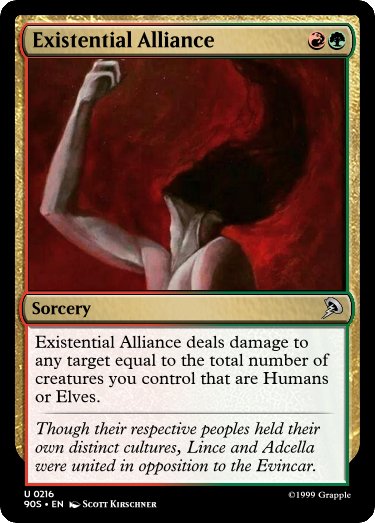 Existential Alliance
Sorcery
Existential Alliance deals damage to
any target equal to the total number of
creatures you control that are Humans
or Elves.
Though their respective peoples held their
own distinct cultures, Lince and Adcella
were united in opposition to the Evincar.
U 0216
90S • EN Scott Kirschner
©1999 Grapple